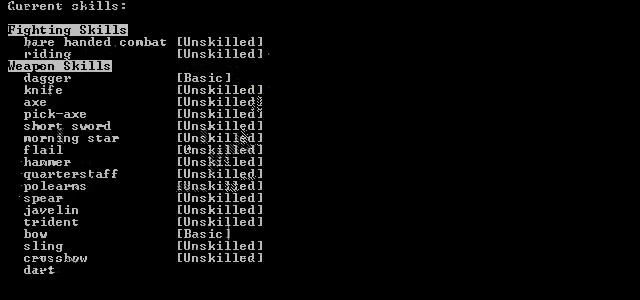 Current skills:
Fighting Skills
bare handed combat [Unskilled]
riding [Unskilled]
Weapon Skills
dagger [Basic]
knife [Unskilled]
axe [Unskilled]
pick-axe [Unskilled]
short sword [Unskilled]
morning star [Unskilled]
flail [Unskilled]
hammer [Unskilled]
quarterstaff [Unskilled]
polearms [Unskilled]
spear [Unskilled]
javelin [Unskilled]
trident [Unskilled]
bow [Basic]
sling [Unskilled]
crossbow [Unskilled]
dart